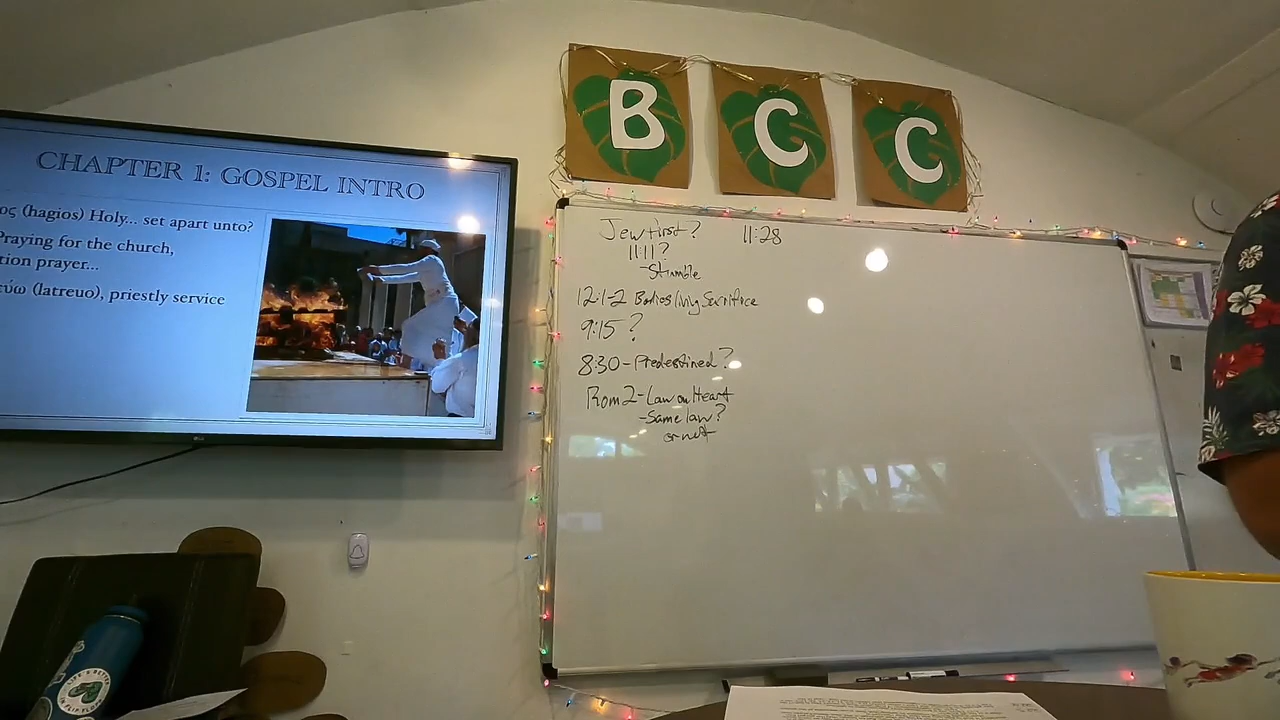 CHAPTER 1: GOSPEL INTRO
ος (hagios) Holy... set apart unto?
Praying for the church,
tion prayer...
εύω (latreuo), priestly service
B
C
C
Jew first? 11:28
11:11?
-Stumble
12:1-2 Bodies living Sacrifice
9:15?
8:30-Predestined?
Rom 2-Law on Heart
-Same law?
or not